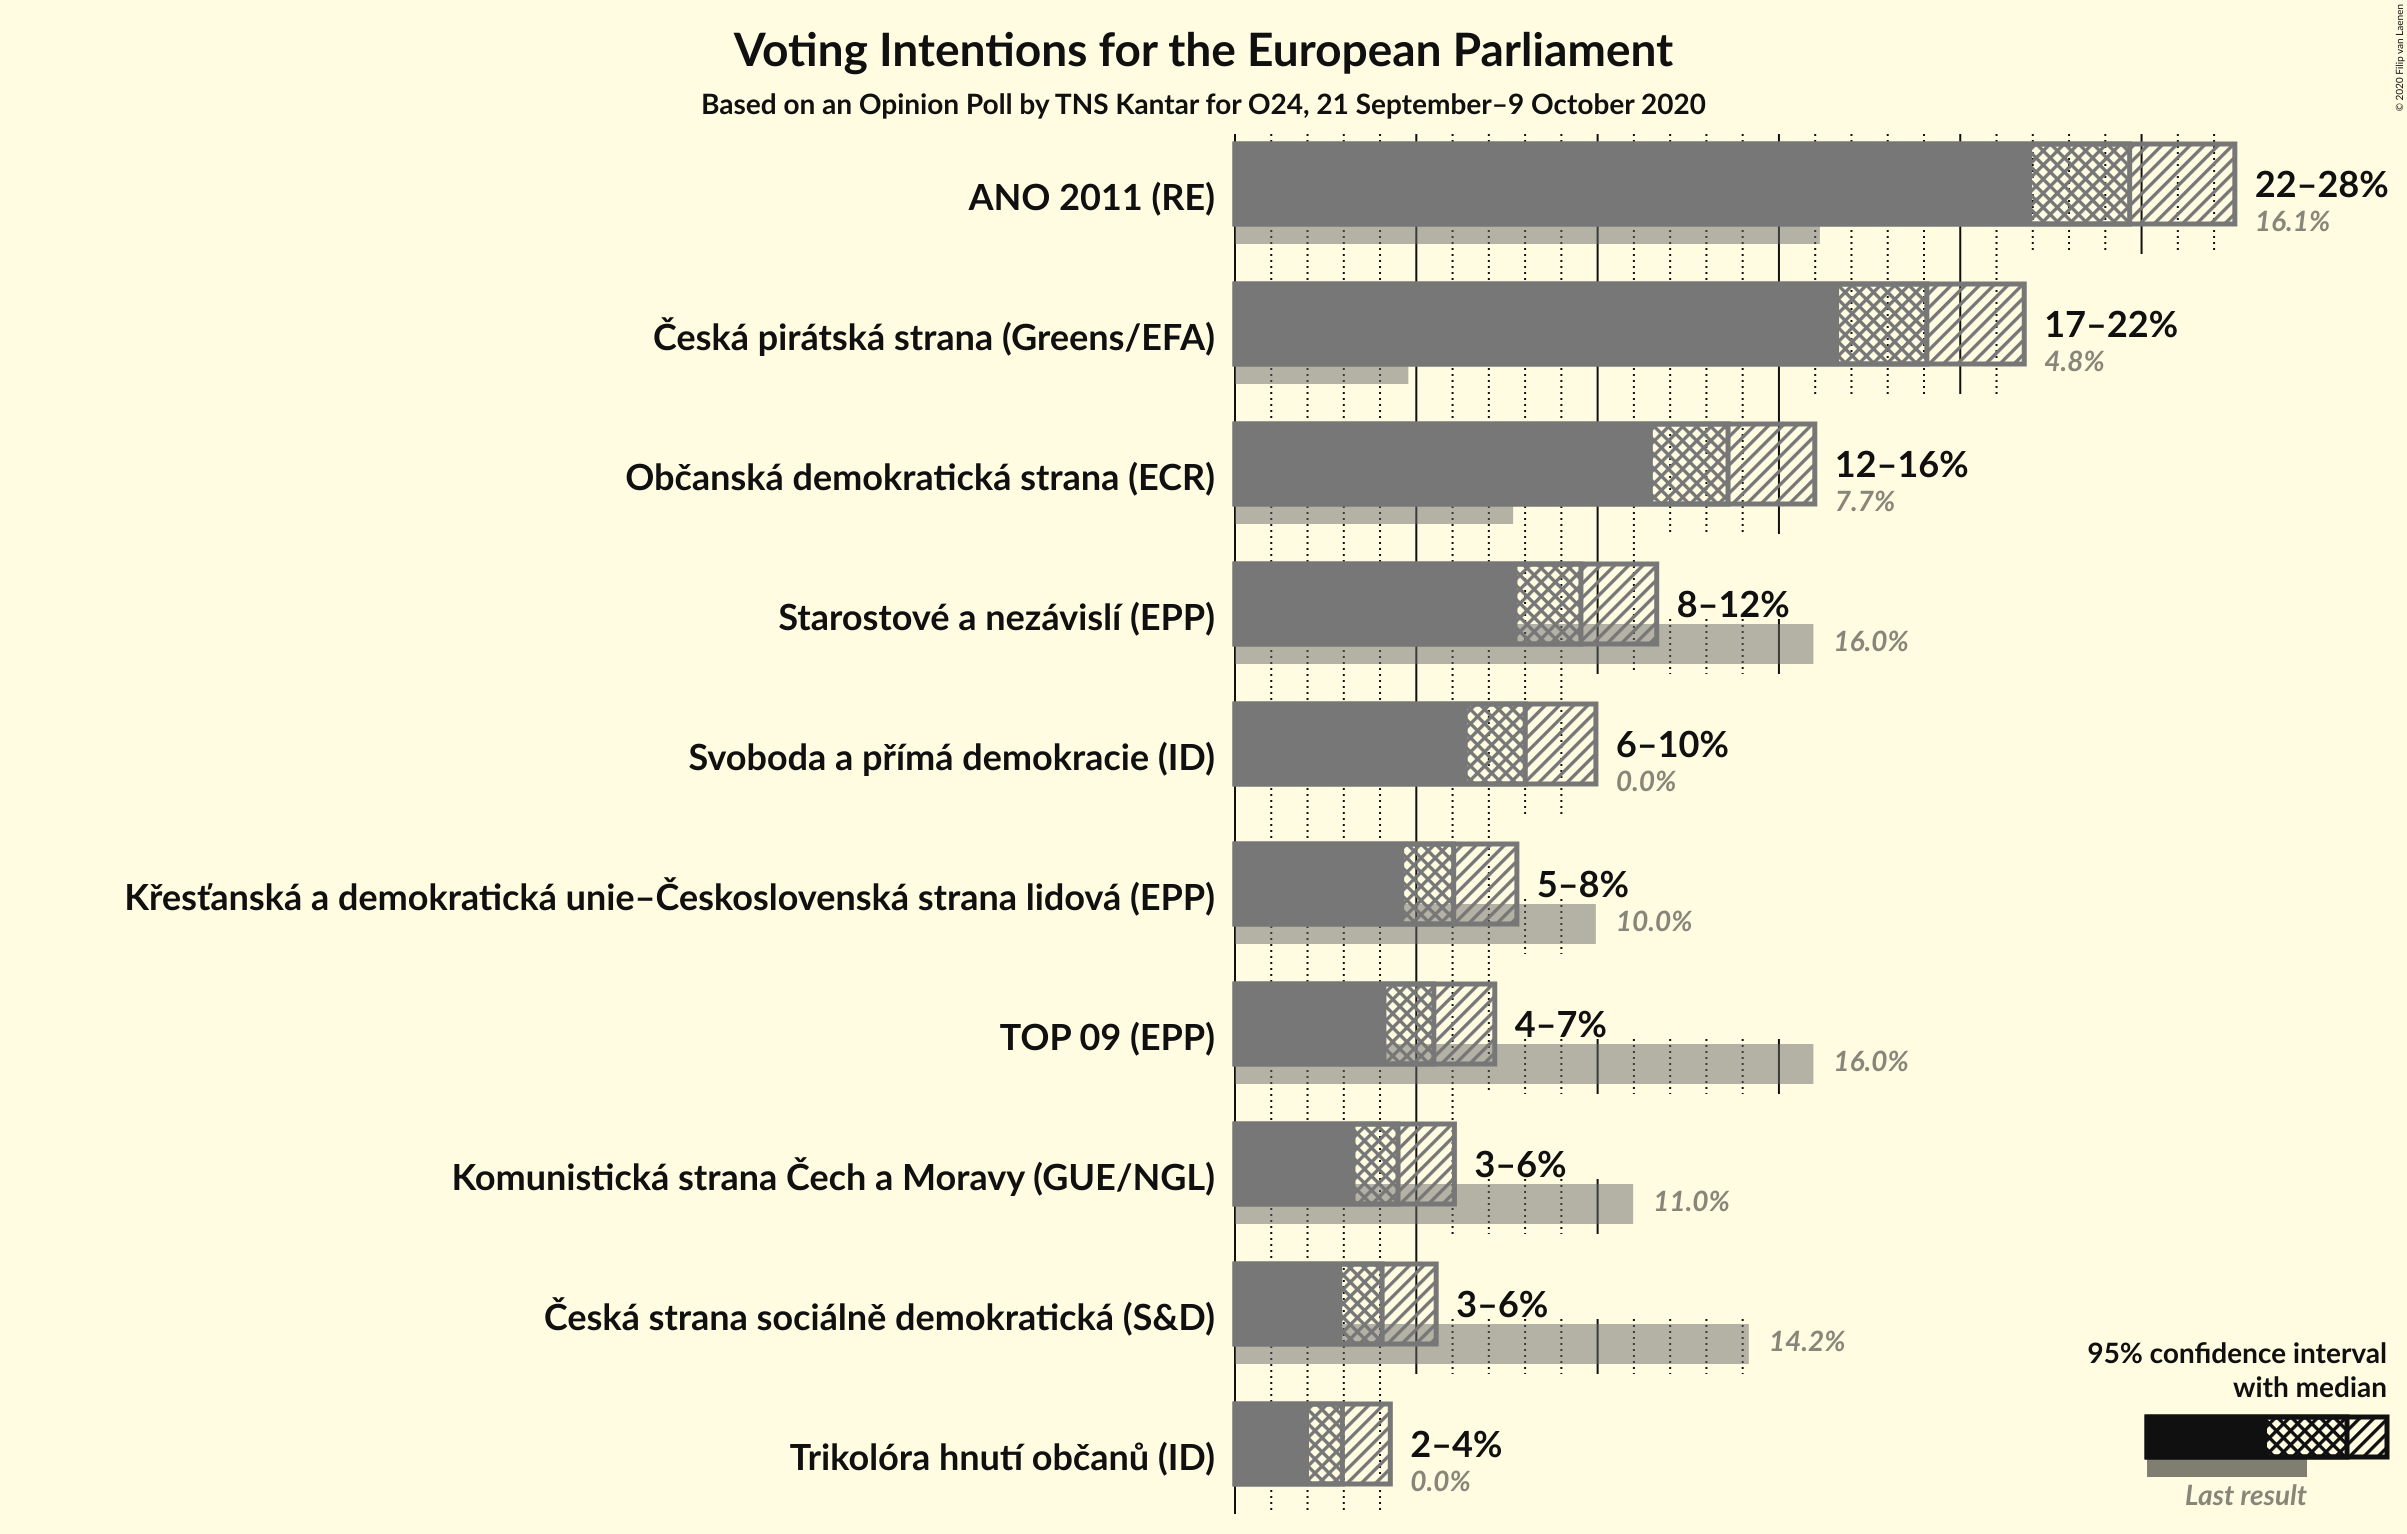 Voting Intentions for the European Parliament
Based on an Opinion Poll by TNS Kantar for O24, 21 September–9 October 2020
© 2020 Filip van Laenen
ANO 2011 (RE)
22–28%
16.1%
Česká pirátská strana (Greens/EFA)
17–22%
4.8%
Občanská demokratická strana (ECR)
12–16%
7.7%
Starostové a nezávislí (EPP)
8–12%
16.0%
Svoboda a přímá demokracie (ID)
6–10%
0.0%
Křesťanská a demokratická unie–Československá strana lidová (EPP)
5–8%
10.0%
TOP 09 (EPP)
4–7%
16.0%
Komunistická strana Čech a Moravy (GUE/NGL)
3–6%
11.0%
Česká strana sociálně demokratická (S&D)
3–6%
14.2%
Trikolóra hnutí občanů (ID)
2–4%
0.0%
95% confidence interval
with median
Last result